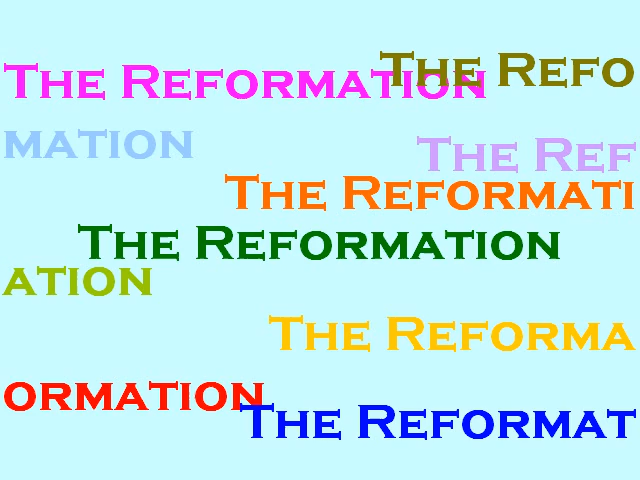 The Refo
The Reformation
mation
The Ref
The Reformati
The Reformation
ation
The Reforma
ormation
The Reformat